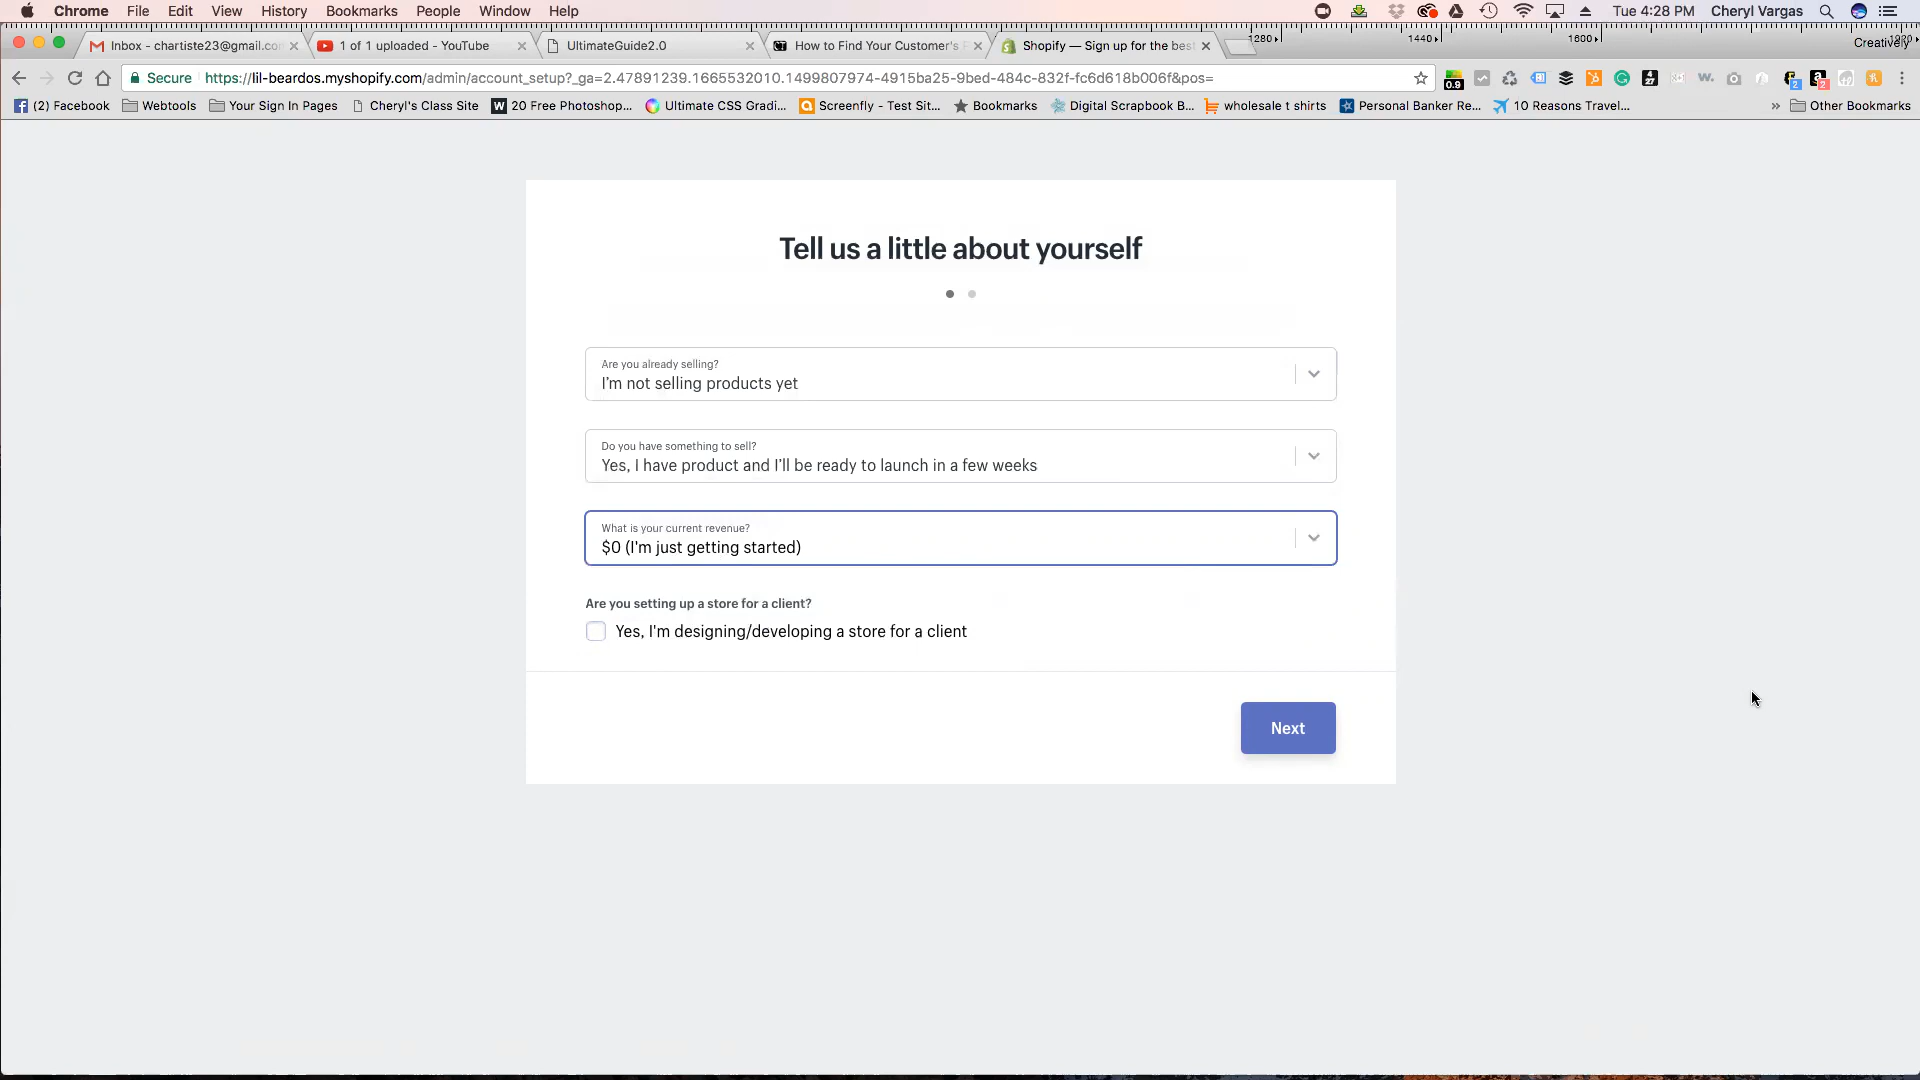 Chrome File Edit View History Bookmarks People Window Help Tue 4:28 PM Cheryl Vargas
Inbox - chartiste23@gmail.co 1 of 1 uploaded - YouTube UltimateGuide2.0 How to Find Your Customer's Shopify — Sign up for the bes 1280 1440 1600 Creatively
Secure https://lil-beardos.myshopify.com/admin/account_setup?_ga=2.47891239.1665532010.1499807974-4915ba25-9bed-484c-832f-fc6d618b006f&pos=
(2) Facebook Webtools Your Sign In Pages Cheryl's Class Site 20 Free Photoshop... Ultimate CSS Gradi... Screenfly - Test Sit... Bookmarks Digital Scrapbook B... wholesale t shirts Personal Banker Re... 10 Reasons Travel... » Other Bookmarks
Tell us a little about yourself
Are you already selling?
I'm not selling products yet
Do you have something to sell?
Yes, I have product and I'll be ready to launch in a few weeks
What is your current revenue?
$0 (I'm just getting started)
Are you setting up a store for a client?
Yes, I'm designing/developing a store for a client
Next